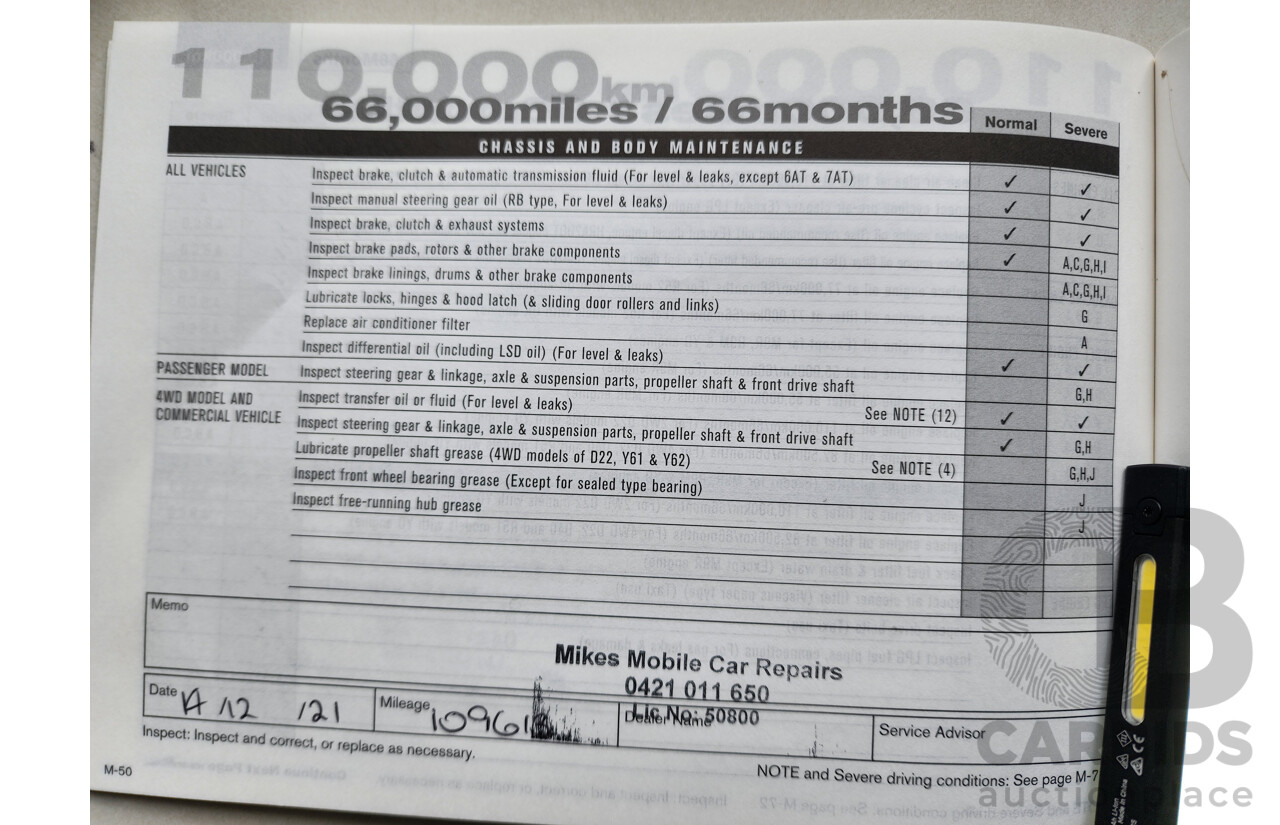 110,000km
66,000miles / 66months
Normal Severe
CHASSIS AND BODY MAINTENANCE
ALL VEHICLES Inspect brake, clutch & automatic transmission fluid (For level & leaks, except 6AT & 7AT) ✓ ✓
Inspect manual steering gear oil (RB type, For level & leaks) ✓ ✓
Inspect brake, clutch & exhaust systems ✓ ✓
Inspect brake pads, rotors & other brake components ✓ A,C,G,H,I
Inspect brake linings, drums & other brake components A,C,G,H,I
Lubricate locks, hinges & hood latch (& sliding door rollers and links) G
Replace air conditioner filter A
Inspect differential oil (including LSD oil) (For level & leaks) ✓ ✓
PASSENGER MODEL Inspect steering gear & linkage, axle & suspension parts, propeller shaft & front drive shaft G,H
4WD MODEL AND COMMERCIAL VEHICLE Inspect transfer oil or fluid (For level & leaks) See NOTE (12) ✓ ✓
Inspect steering gear & linkage, axle & suspension parts, propeller shaft & front drive shaft ✓ G,H
Lubricate propeller shaft grease (4WD models of D22, Y61 & Y62) See NOTE (4) G,H,J
Inspect front wheel bearing grease (Except for sealed type bearing) J
Inspect free-running hub grease J
Memo
Mikes Mobile Car Repairs
0421 011 650
Lic No: 50800
Date /12 /21 Mileage Dealer Name Service Advisor
Inspect: Inspect and correct, or replace as necessary.
NOTE and Severe driving conditions: See page M-7
M-50
CARBIDS
auction place
Made in China